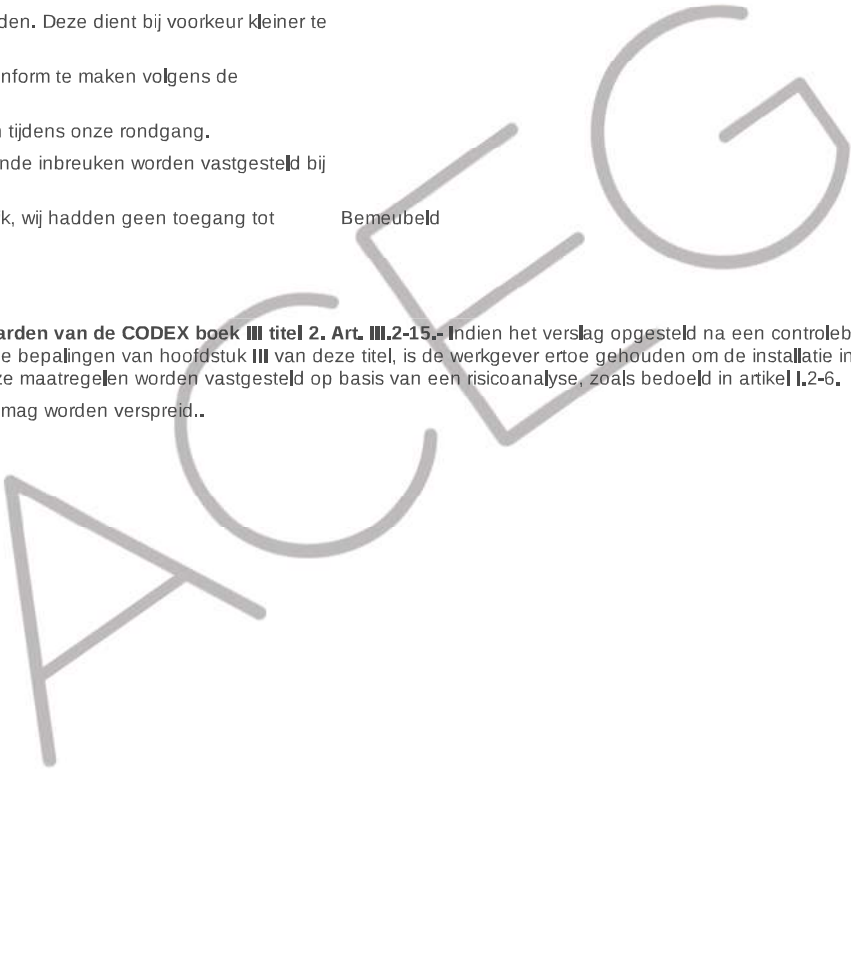 den. Deze dient bij voorkeur kleiner te
nform te maken volgens de
n tijdens onze rondgang.
nde inbreuken worden vastgesteld bij
k, wij hadden geen toegang tot Bemeubeld
arden van de CODEX boek III titel 2. Art. III.2-15.- Indien het verslag opgesteld na een controleb
e bepalingen van hoofdstuk III van deze titel, is de werkgever ertoe gehouden om de installatie in
ze maatregelen worden vastgesteld op basis van een risicoanalyse, zoals bedoeld in artikel I.2-6.
mag worden verspreid..
ACEG